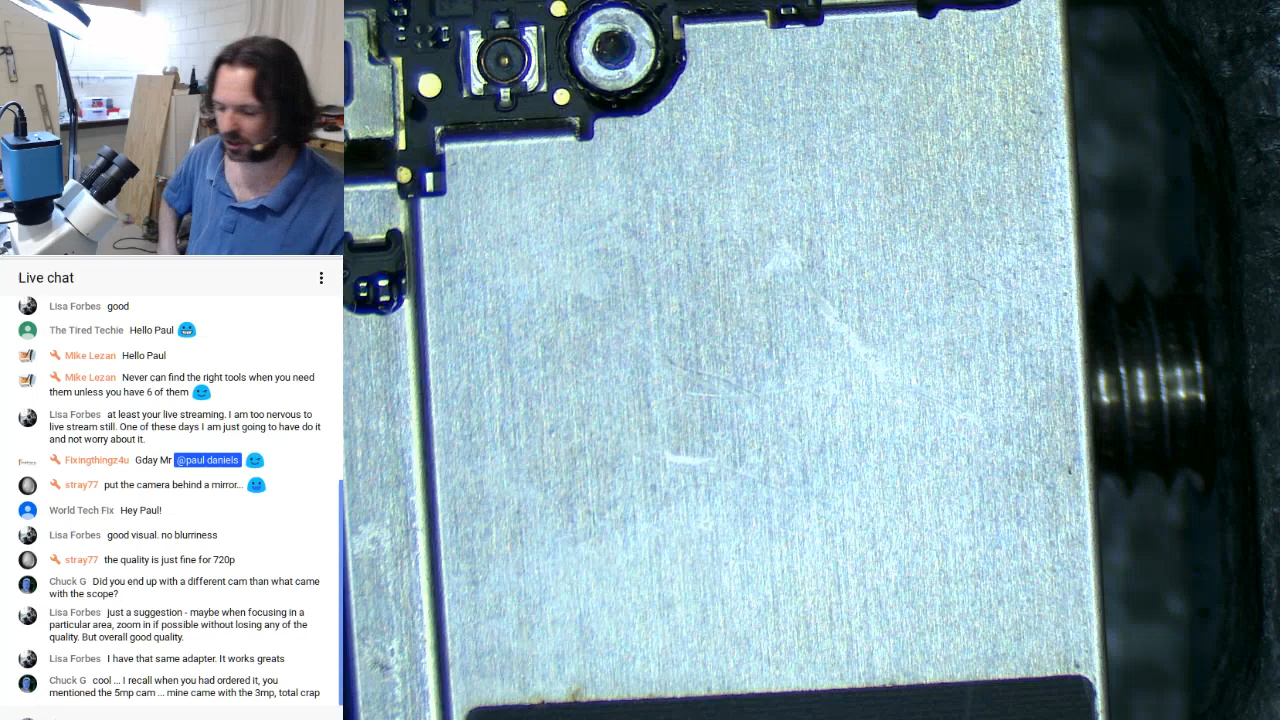 Live chat
Lisa Forbes good
The Tired Techie Hello Paul
Mike Lezan Hello Paul
Mike Lezan Never can find the right tools when you need
them unless you have 6 of them
Lisa Forbes at least your live streaming. I am too nervous to
live stream still. One of these days I am just going to have do it
and not worry about it.
Fixingthingz4u Gday Mr @paul daniels
stray77 put the camera behind a mirror...
World Tech Fix Hey Paul!
Lisa Forbes good visual. no blurriness
stray77 the quality is just fine for 720p
Chuck G Did you end up with a different cam than what came
with the scope?
Lisa Forbes just a suggestion - maybe when focusing in a
particular area, zoom in if possible without losing any of the
quality. But overall good quality.
Lisa Forbes I have that same adapter. It works greats
Chuck G cool ... I recall when you had ordered it, you
mentioned the 5mp cam ... mine came with the 3mp, total crap